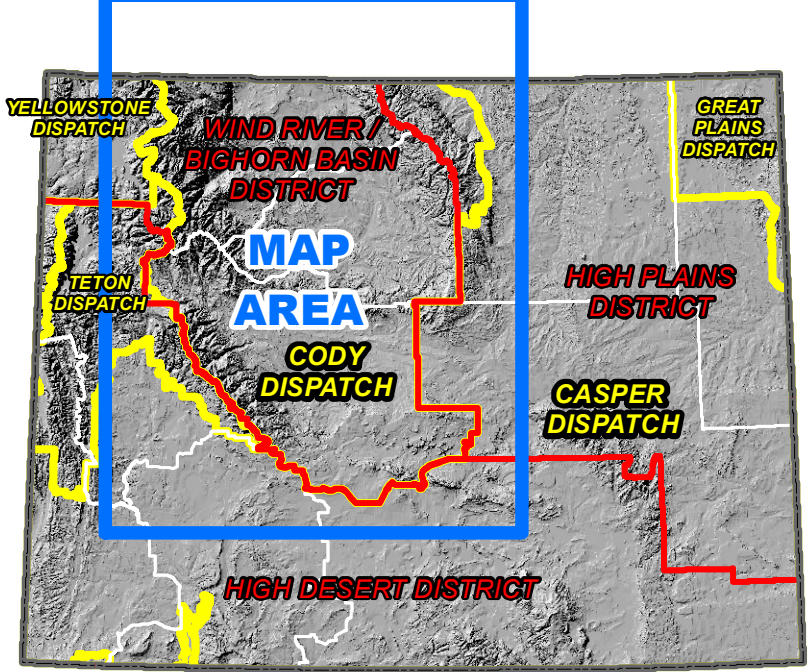 YELLOWSTONE
DISPATCH
WIND RIVER /
BIGHORN BASIN
DISTRICT
GREAT
PLAINS
DISPATCH
MAP
AREA
TETON
DISPATCH
HIGH PLAINS
DISTRICT
CODY
DISPATCH
CASPER
DISPATCH
HIGH DESERT DISTRICT